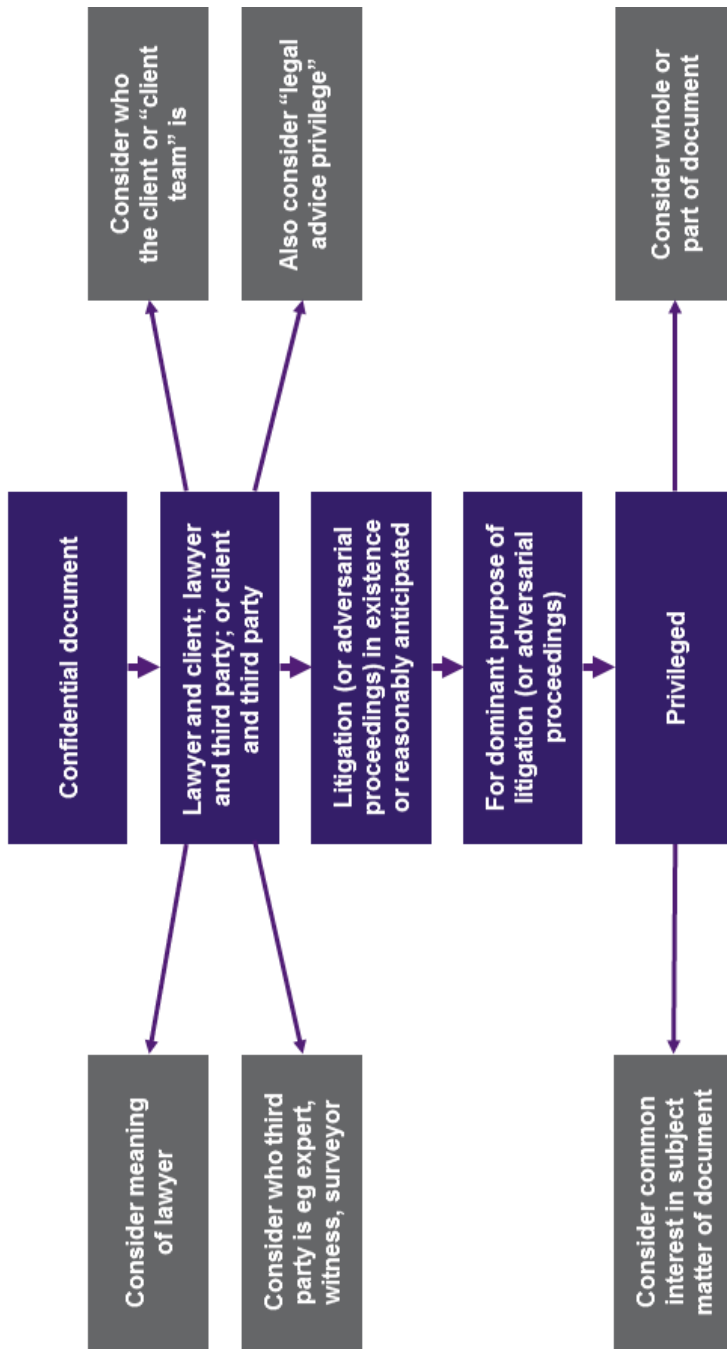 Confidential document
Consider meaning
of lawyer
Lawyer and client; lawyer
and third party; or client
and third party
Consider who
the client or “client
team” is
Consider who third
party is eg expert,
witness, surveyor
Also consider “legal
advice privilege”
Litigation (or adversarial
proceedings) in existence
or reasonably anticipated
For dominant purpose of
litigation (or adversarial
proceedings)
Consider common
interest in subject
matter of document
Privileged
Consider whole or
part of document